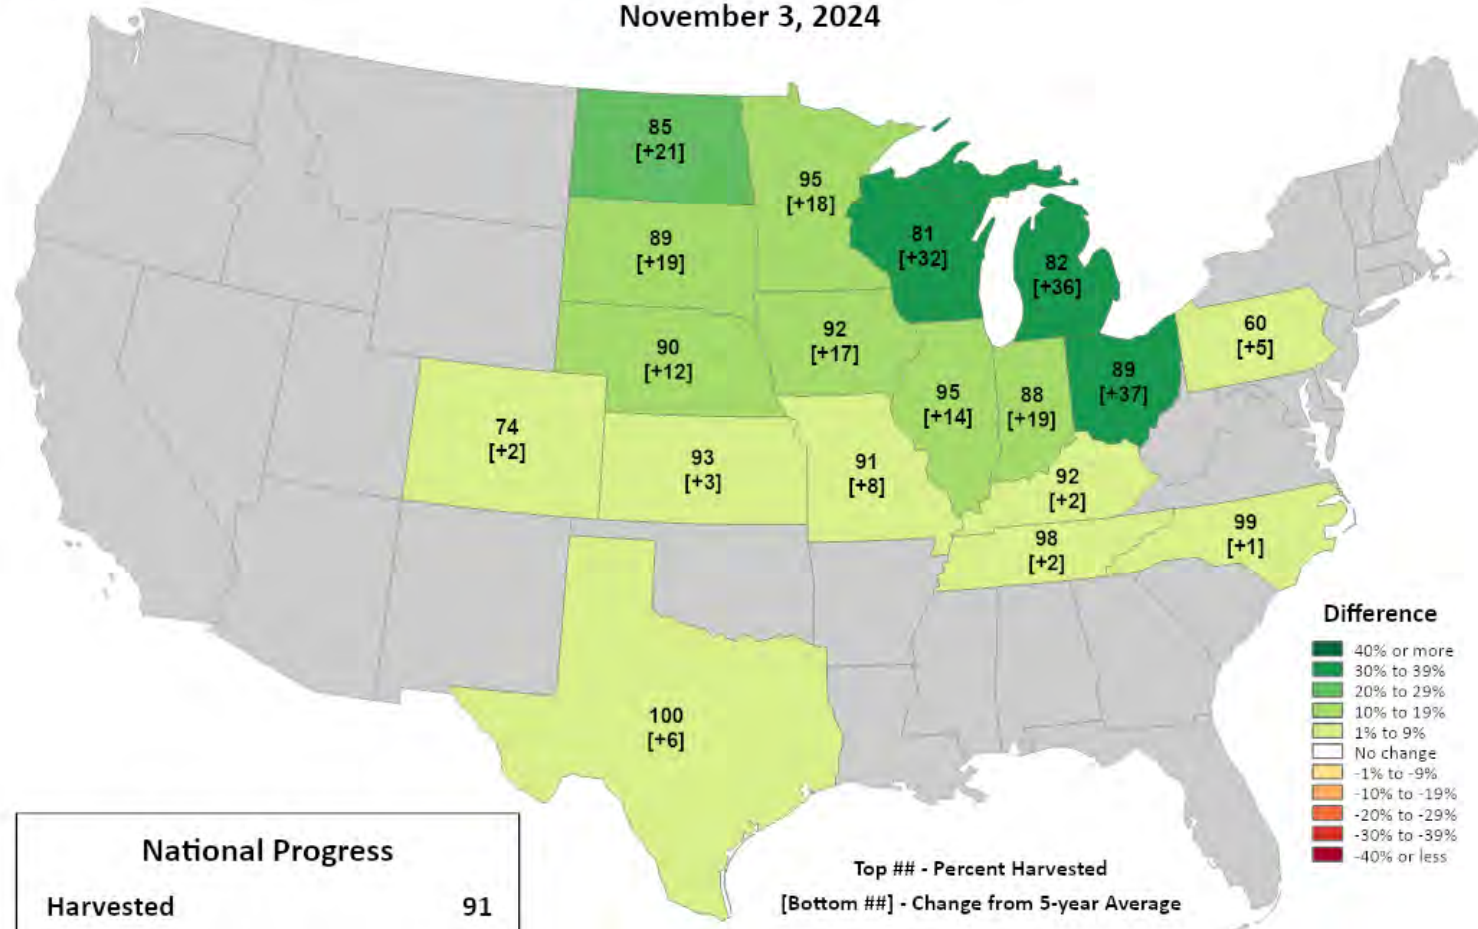 November 3, 2024
85
[+21]
95
[+18]
89
[+19]
81
[+32]
82
[+36]
92
[+17]
90
[+12]
60
[+5]
89
[+37]
95
[+14]
88
[+19]
74
[+2]
93
[+3]
91
[+8]
92
[+2]
98
[+2]
99
[+1]
100
[+6]
Difference
40% or more
30% to 39%
20% to 29%
10% to 19%
1% to 9%
No change
-1% to -9%
-10% to -19%
-20% to -29%
-30% to -39%
-40% or less
National Progress
Harvested 91
Top ## - Percent Harvested
[Bottom ##] - Change from 5-year Average